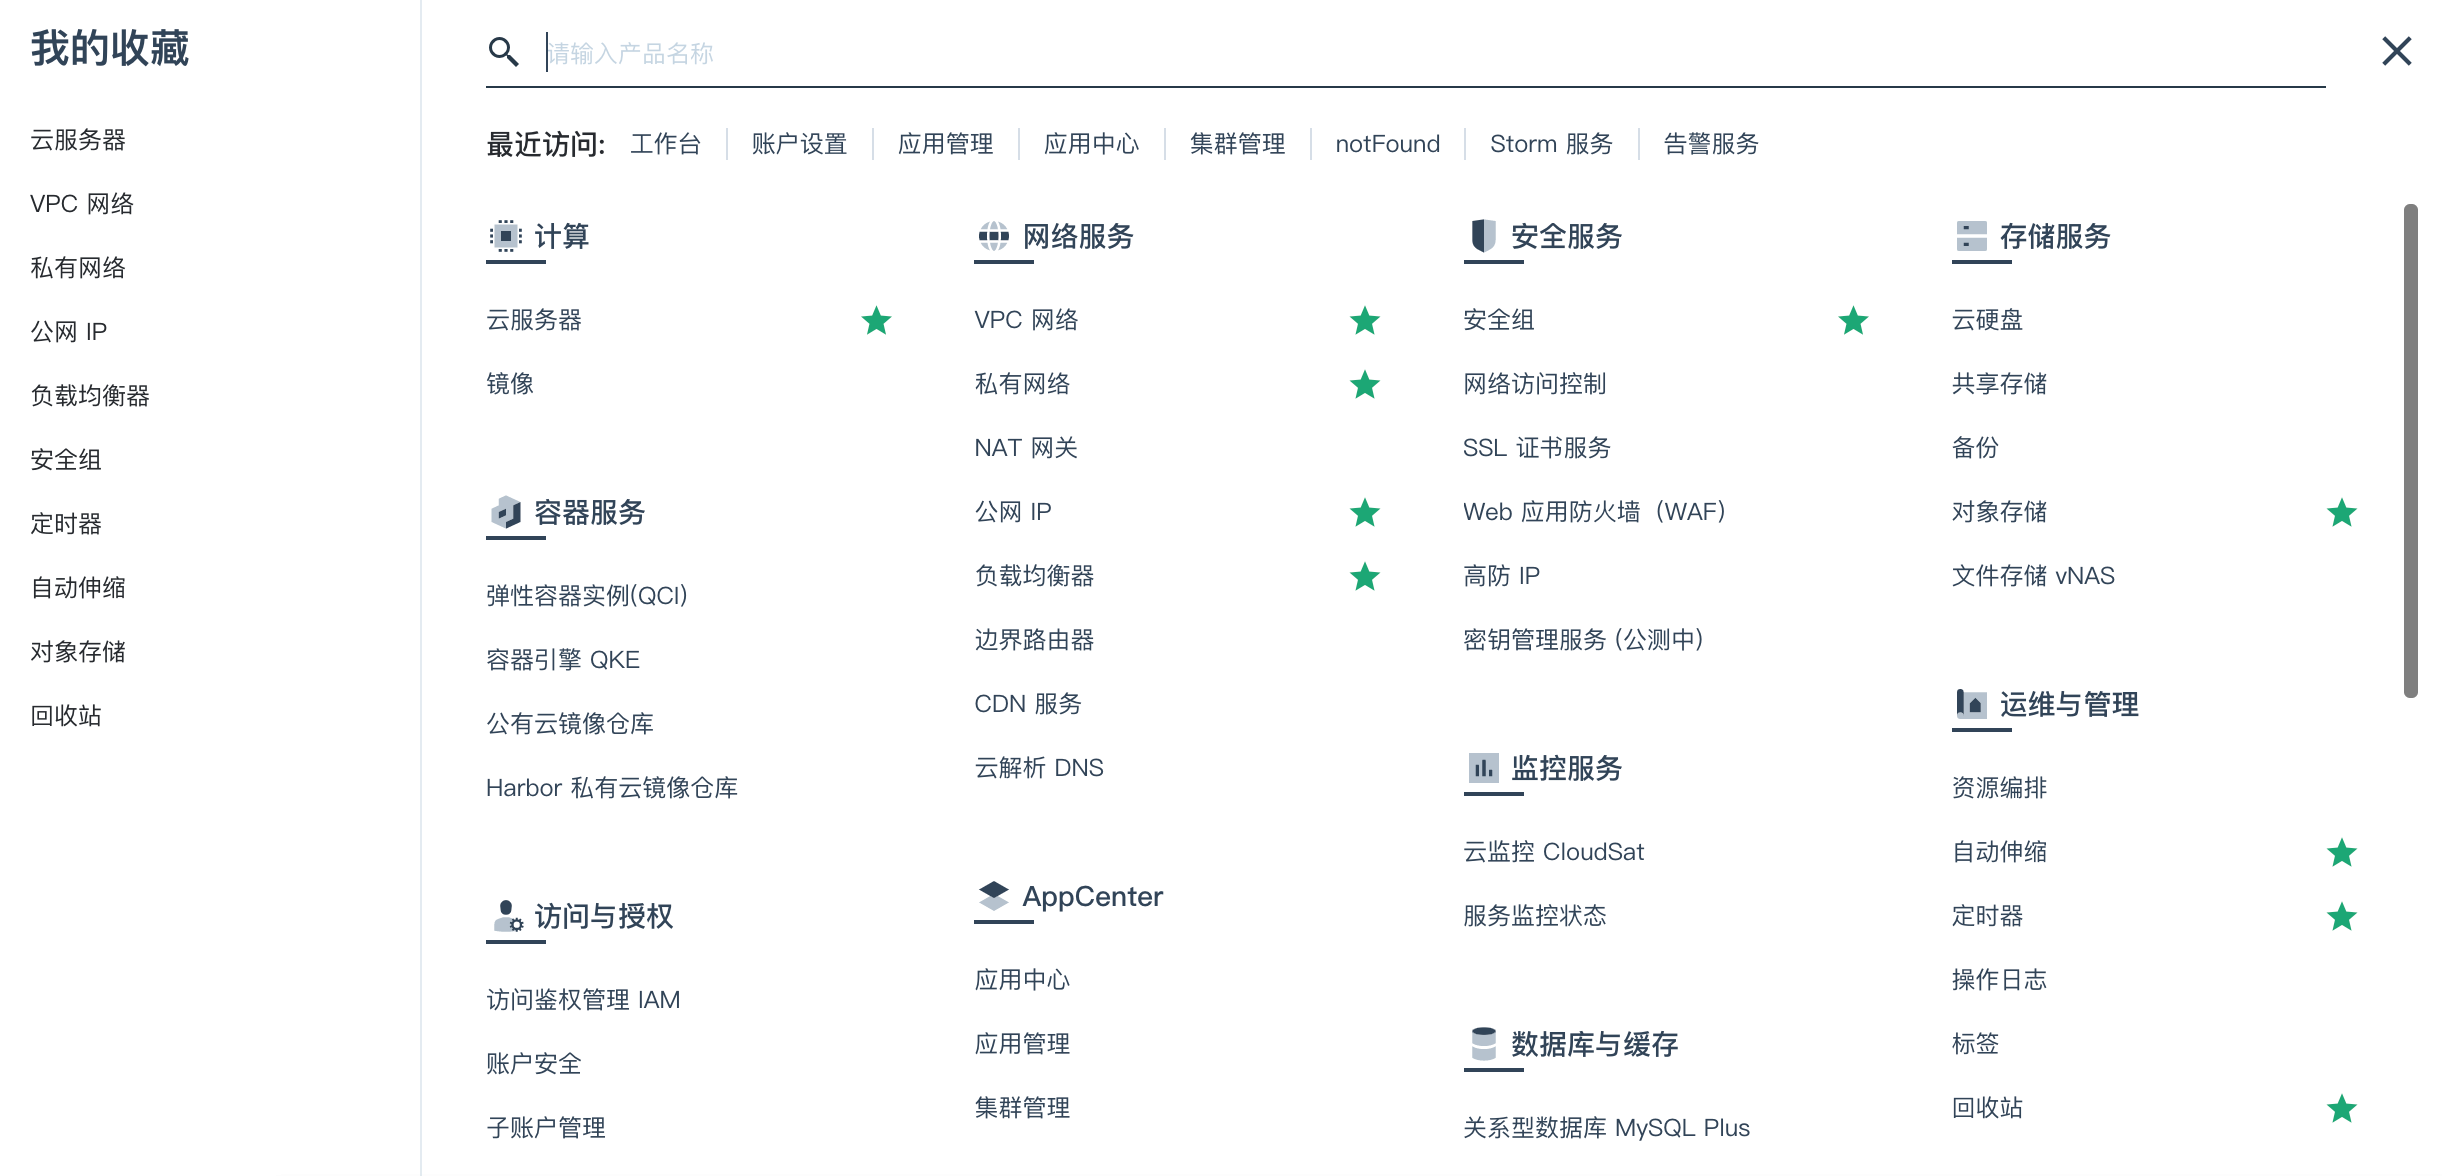 我的收藏
云服务器
VPC 网络
私有网络
公网 IP
负载均衡器
安全组
定时器
自动伸缩
对象存储
回收站
请输入产品名称
最近访问: 工作台 账户设置 应用管理 应用中心 集群管理 notFound Storm 服务 告警服务
计算
云服务器
镜像
容器服务
弹性容器实例(QCI)
容器引擎 QKE
公有云镜像仓库
Harbor 私有云镜像仓库
访问与授权
访问鉴权管理 IAM
账户安全
子账户管理
网络服务
VPC 网络
私有网络
NAT 网关
公网 IP
负载均衡器
边界路由器
CDN 服务
云解析 DNS
AppCenter
应用中心
应用管理
集群管理
安全服务
安全组
网络访问控制
SSL 证书服务
Web 应用防火墙（WAF）
高防 IP
密钥管理服务 (公测中)
监控服务
云监控 CloudSat
服务监控状态
数据库与缓存
关系型数据库 MySQL Plus
存储服务
云硬盘
共享存储
备份
对象存储
文件存储 vNAS
运维与管理
资源编排
自动伸缩
定时器
操作日志
标签
回收站